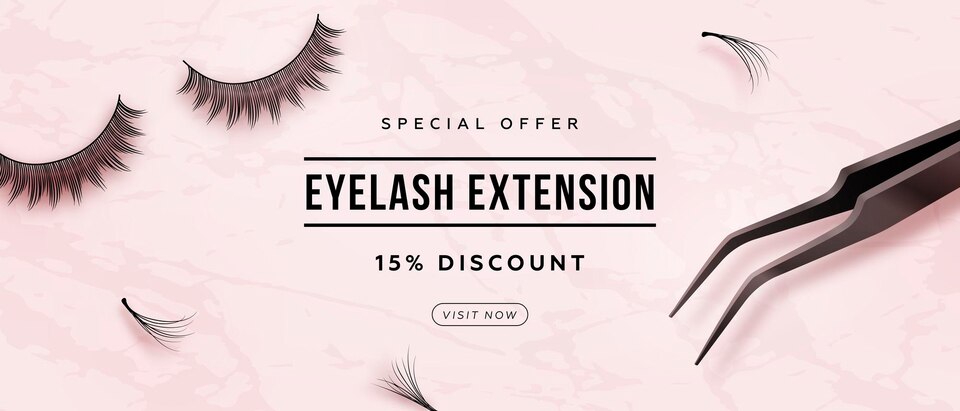 SPECIAL OFFER
EYELASH EXTENSION
15% DISCOUNT
VISIT NOW